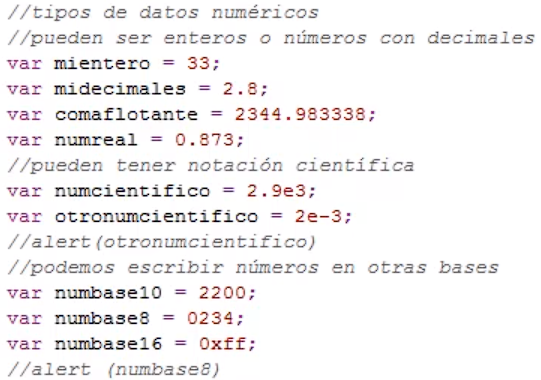 //tipos de datos numéricos
//pueden ser enteros o números con decimales
var mientero = 33;
var midecimales = 2.8;
var comaflotante = 2344.983338;
var numreal = 0.873;
//pueden tener notación científica
var numcientifico = 2.9e3;
var otronumcientifico = 2e-3;
//alert(otronumcientifico)
//podemos escribir números en otras bases
var numbase10 = 2200;
var numbase8 = 0234;
var numbase16 = 0xff;
//alert (numbase8)